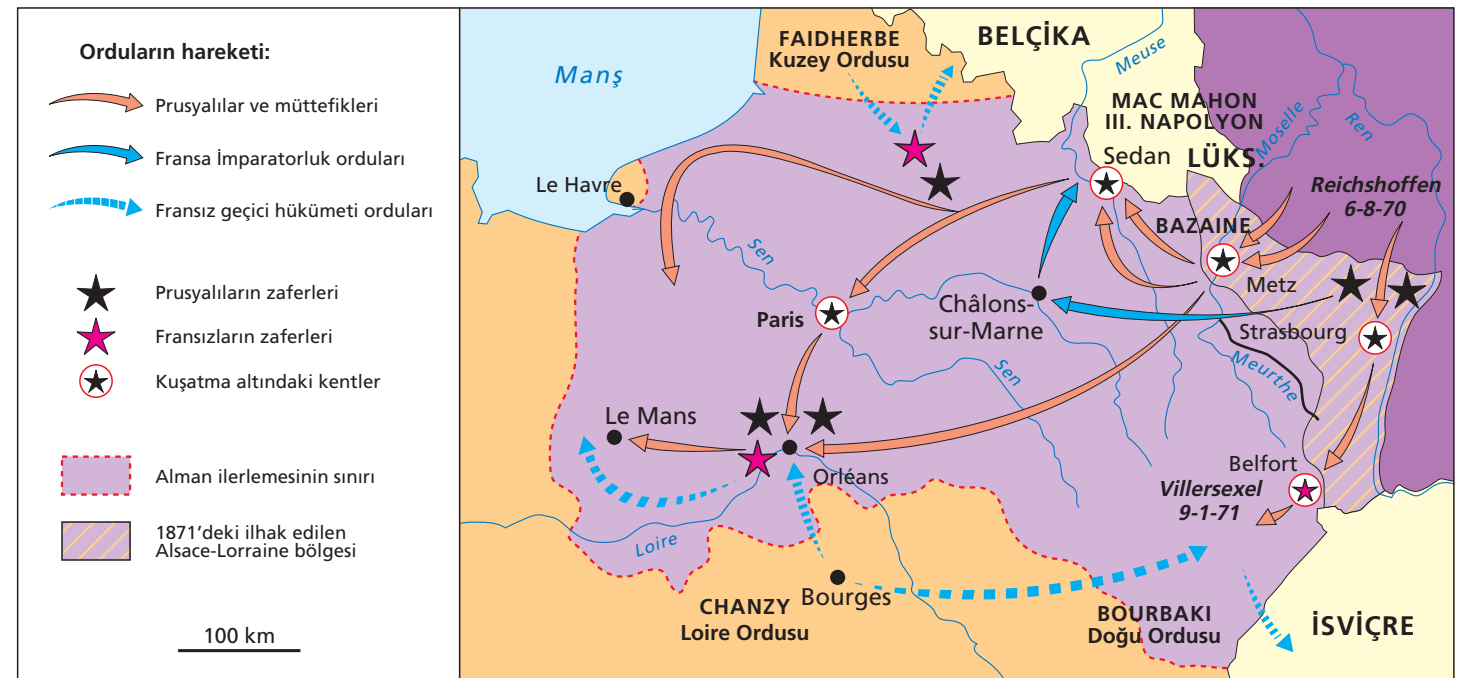 Orduların hareketi:
Prusyalılar ve müttefikleri
Fransa İmparatorluk orduları
Fransız geçici hükümeti orduları
Prusyalıların zaferleri
Fransızların zaferleri
Kuşatma altındaki kentler
Alman ilerlemesinin sınırı
1871’deki ilhak edilen
Alsace-Lorraine bölgesi
100 km
Manş
FAIDHERBE
Kuzey Ordusu
BELÇİKA
Meuse
MAC MAHON
III. NAPOLYON
Moselle
Ren
Sedan
LÜKS.
Le Havre
Reichshoffen
6-8-70
BAZAINE
Sen
Metz
Paris
Châlons-
sur-Marne
Strasbourg
Sen
Meurthe
Le Mans
Orléans
Belfort
Villersexel
9-1-71
Loire
CHANZY
Loire Ordusu
Bourges
BOURBAKI
Doğu Ordusu
İSVİÇRE